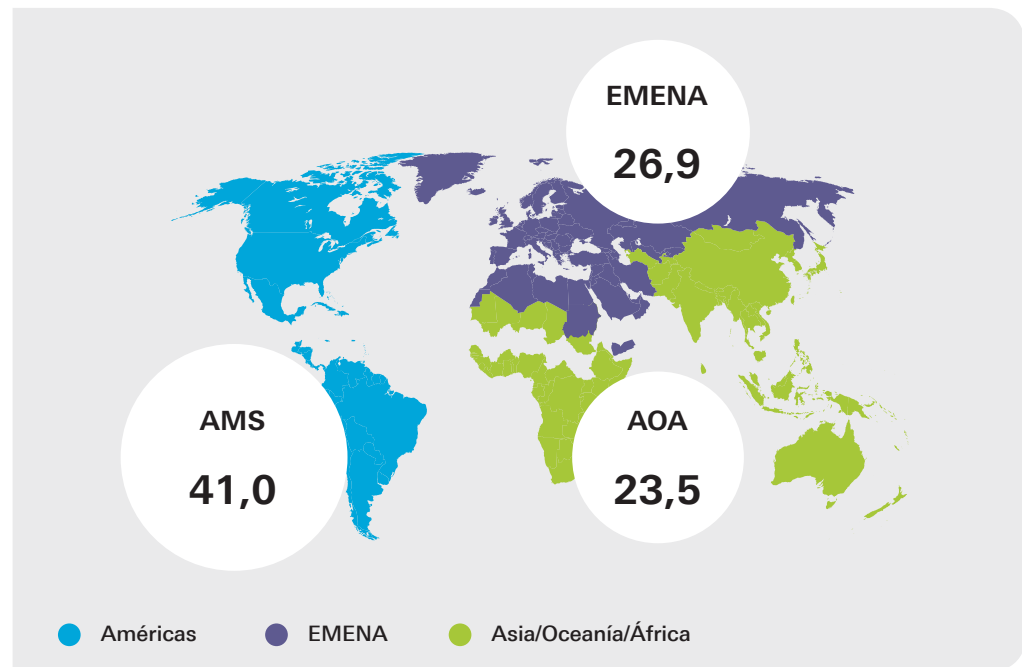 EMENA
26,9
AMS
41,0
AOA
23,5
Américas
EMENA
Asia/Oceanía/África